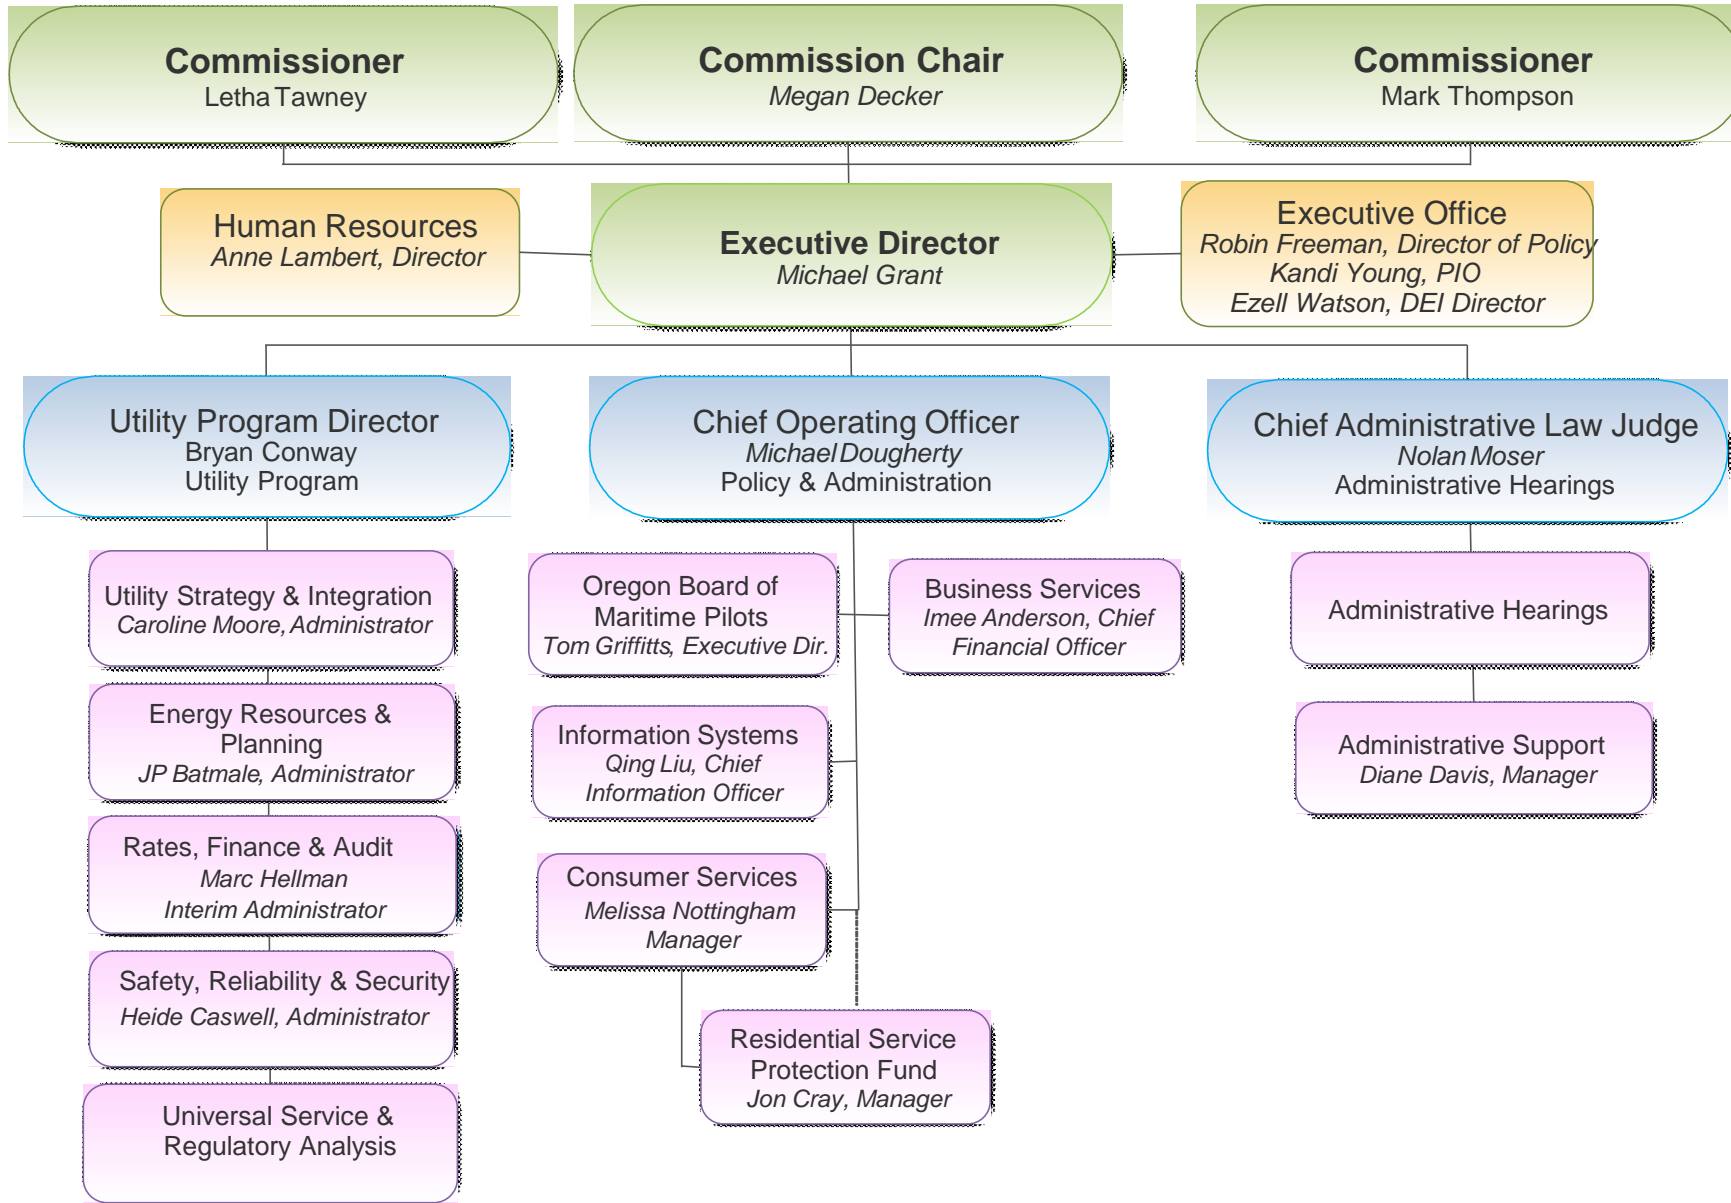 Commissioner
Letha Tawney
Commission Chair
Megan Decker
Commissioner
Mark Thompson
Human Resources
Anne Lambert, Director
Executive Director
Michael Grant
Executive Office
Robin Freeman, Director of Policy
Kandi Young, PIO
Ezell Watson, DEI Director
Utility Program Director
Bryan Conway
Utility Program
Chief Operating Officer
Michael Dougherty
Policy & Administration
Chief Administrative Law Judge
Nolan Moser
Administrative Hearings
Utility Strategy & Integration
Caroline Moore, Administrator
Energy Resources &
Planning
JP Batmale, Administrator
Rates, Finance & Audit
Marc Hellman
Interim Administrator
Safety, Reliability & Security
Heide Caswell, Administrator
Universal Service &
Regulatory Analysis
Oregon Board of
Maritime Pilots
Tom Griffitts, Executive Dir.
Business Services
Imee Anderson, Chief
Financial Officer
Information Systems
Qing Liu, Chief
Information Officer
Consumer Services
Melissa Nottingham
Manager
Residential Service
Protection Fund
Jon Cray, Manager
Administrative Hearings
Administrative Support
Diane Davis, Manager